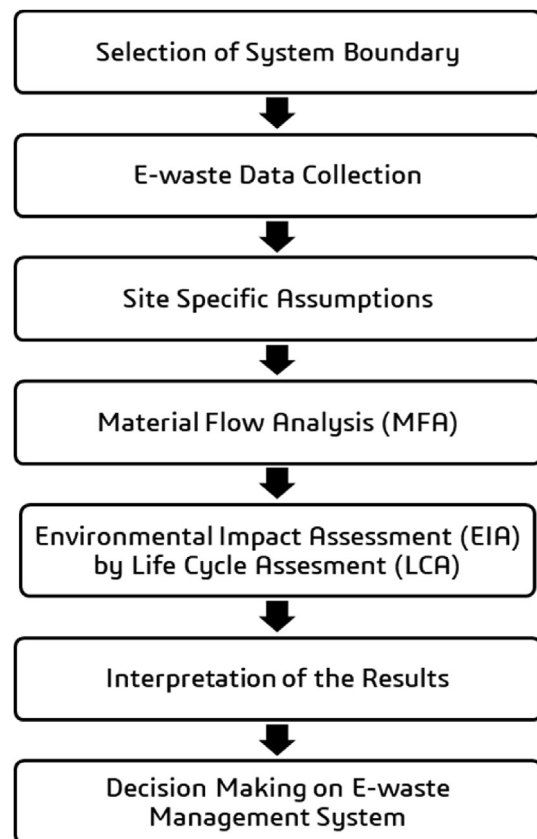 Selection of System Boundary
E-waste Data Collection
Site Specific Assumptions
Material Flow Analysis (MFA)
Environmental Impact Assessment (EIA)
by Life Cycle Assesment (LCA)
Interpretation of the Results
Decision Making on E-waste
Management System